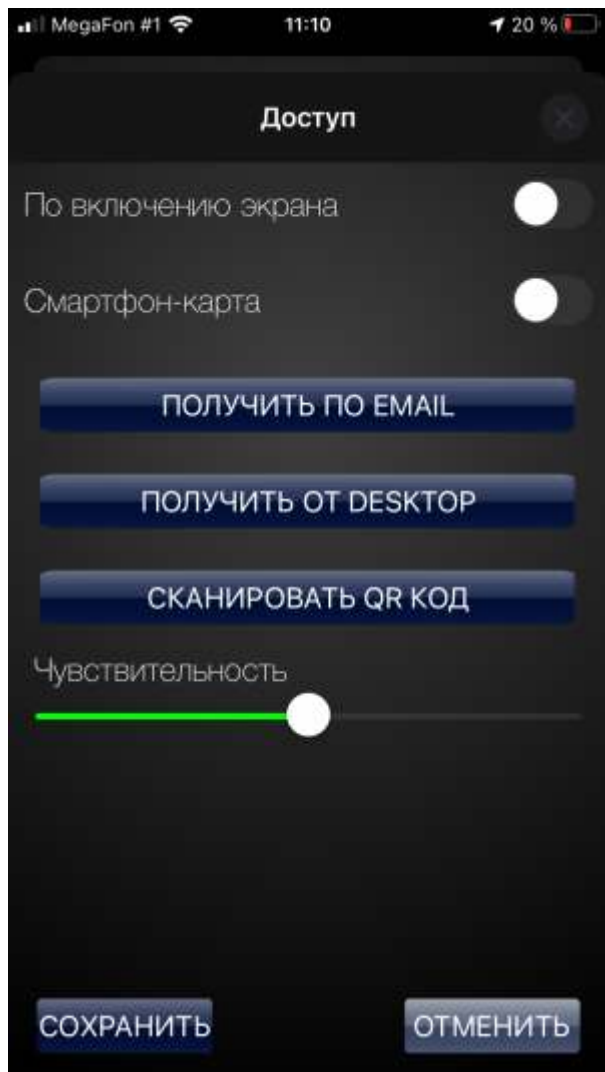 MegaFon #1 11:10 20 %
Доступ
По включению экрана
Смартфон-карта
ПОЛУЧИТЬ ПО EMAIL
ПОЛУЧИТЬ ОТ DESKTOP
СКАНИРОВАТЬ QR КОД
Чувствительность
СОХРАНИТЬ ОТМЕНИТЬ